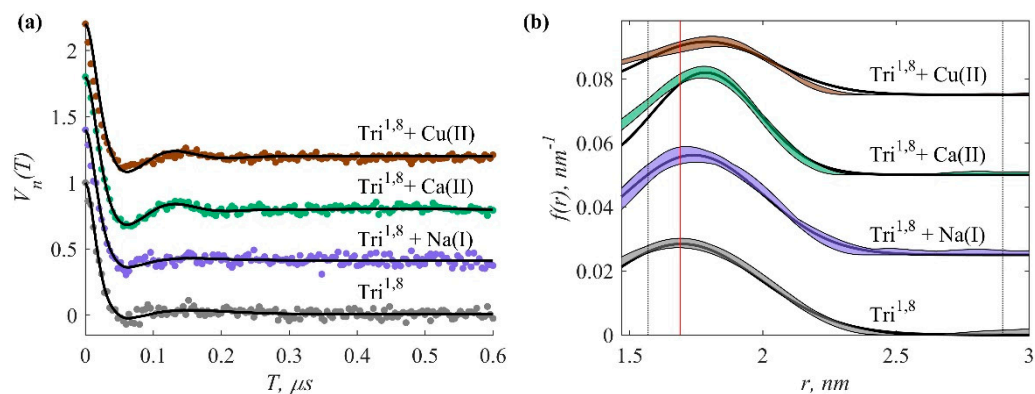 (a)
V_n(T)
2
1
0.5
0
Tri^{1,8}+ Cu(II)
Tri^{1,8}+ Ca(II)
Tri^{1,8} + Na(I)
Tri^{1,8}
0 0.1 0.2 0.3 0.4 0.5 0.6
T, μs
(b)
f(r), nm^{-1}
0.08
0.06
0.04
0.02
0
Tri^{1,8}+ Cu(II)
Tri^{1,8}+ Ca(II)
Tri^{1,8} + Na(I)
Tri^{1,8}
1.5 2 2.5 3
r, nm